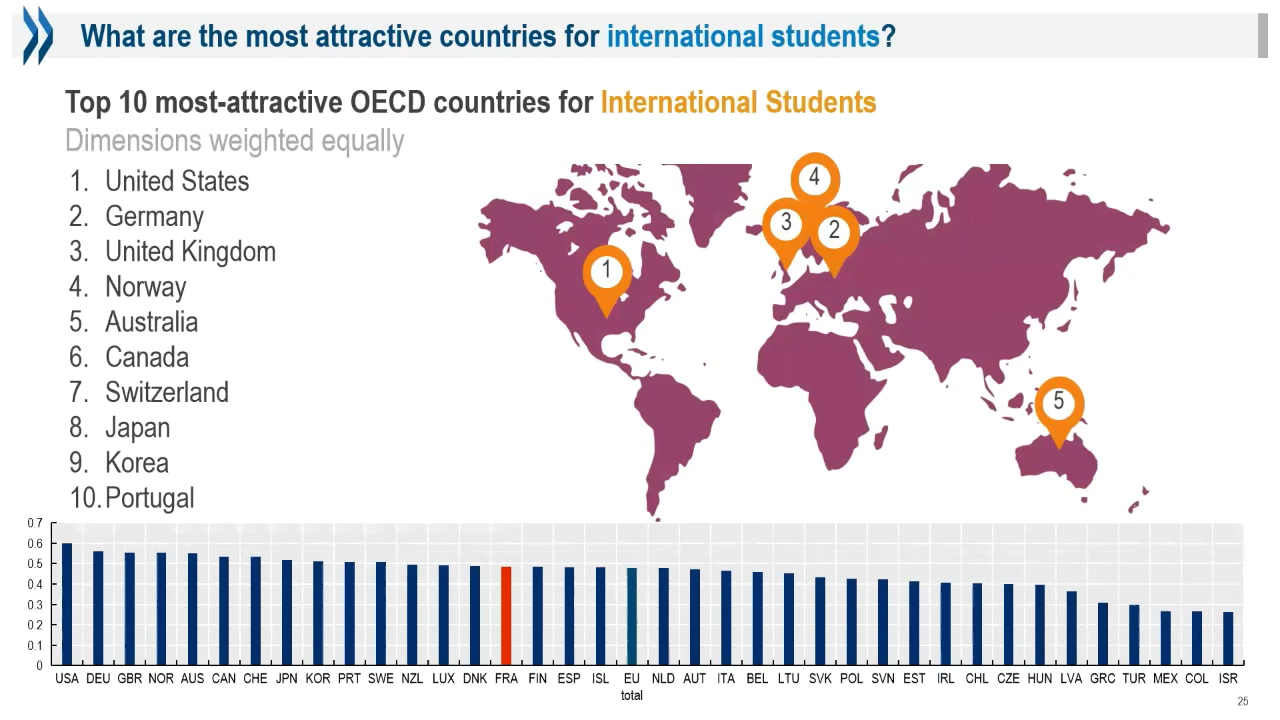 What are the most attractive countries for international students?
Top 10 most-attractive OECD countries for International Students
Dimensions weighted equally
1. United States
2. Germany
3. United Kingdom
4. Norway
5. Australia
6. Canada
7. Switzerland
8. Japan
9. Korea
10. Portugal
4
3
2
1
5
0.7
0.6
0.5
0.4
0.3
0.2
0.1
0
USA DEU GBR NOR AUS CAN CHE JPN KOR PRT SWE NZL LUX DNK FRA FIN ESP ISL EU NLD AUT ITA BEL LTU SVK POL SVN EST IRL CHL CZE HUN LVA GRC TUR MEX COL ISR
total
25